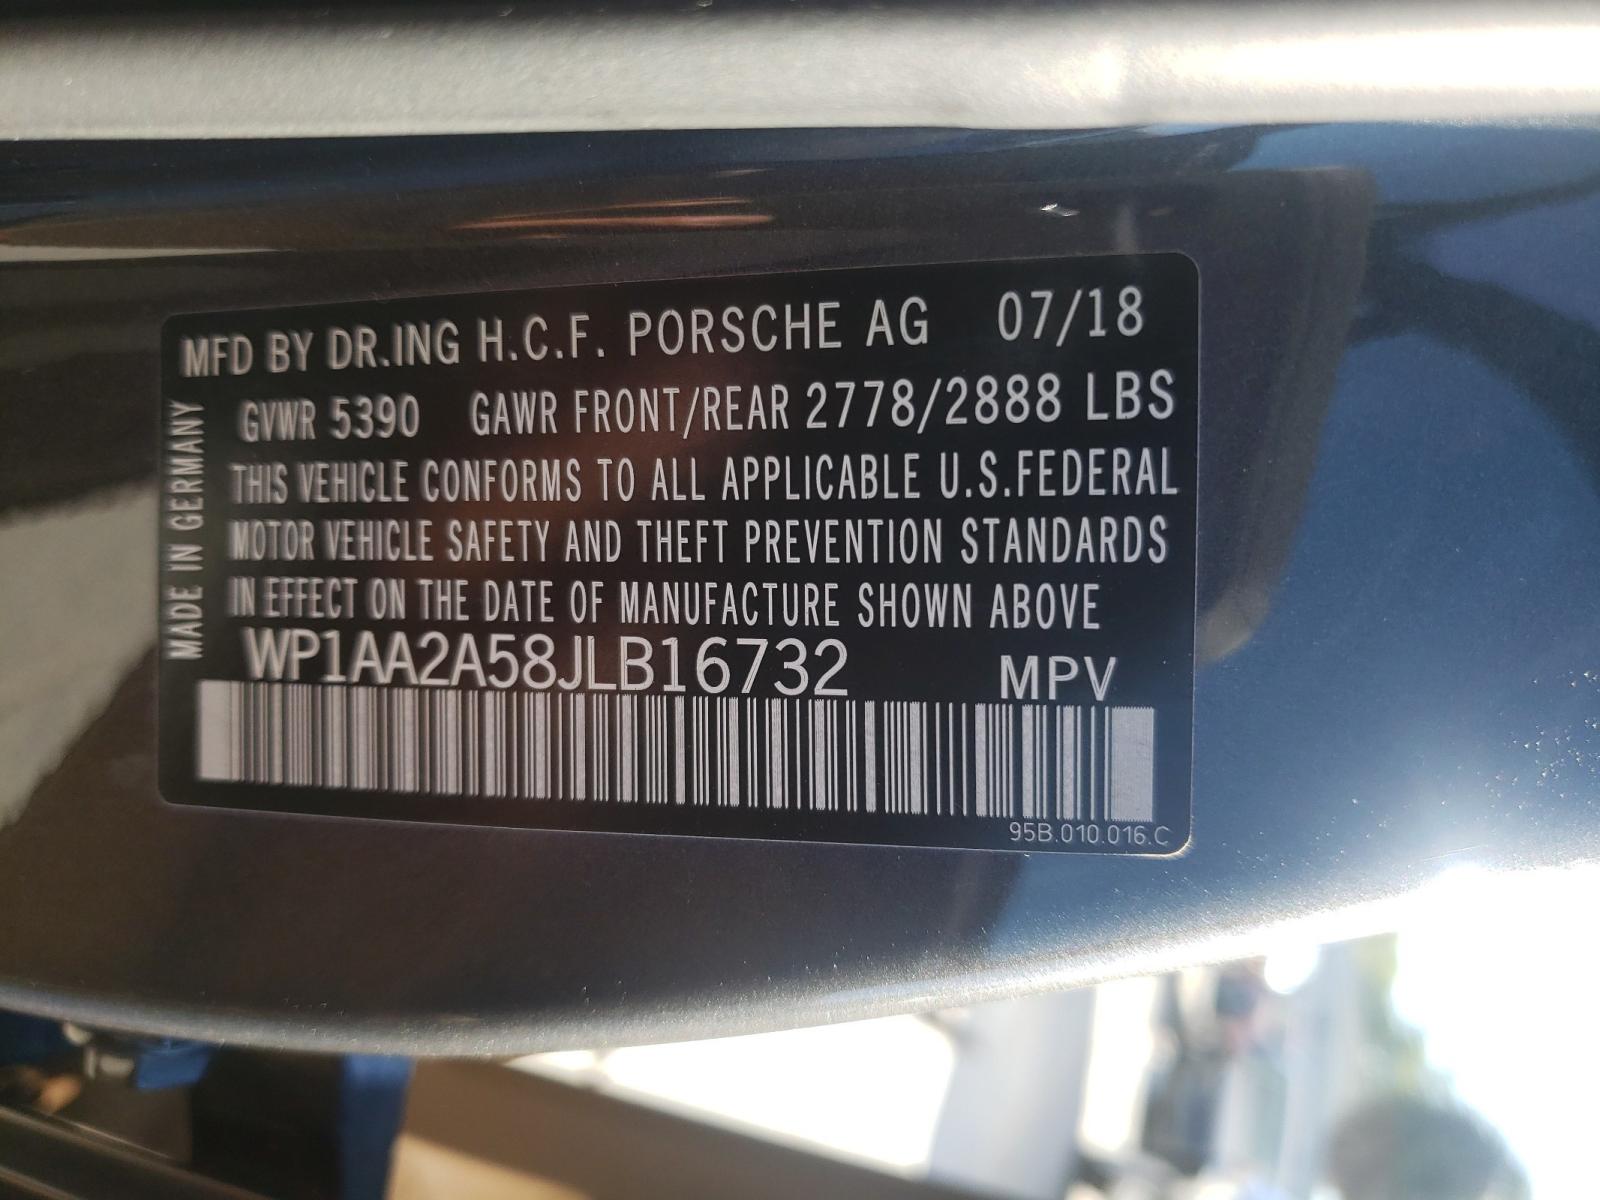 MFD BY DR.ING H.C.F. PORSCHE AG 07/18
GVWR 5390 GAWR FRONT/REAR 2778/2888 LBS
THIS VEHICLE CONFORMS TO ALL APPLICABLE U.S.FEDERAL
MOTOR VEHICLE SAFETY AND THEFT PREVENTION STANDARDS
IN EFFECT ON THE DATE OF MANUFACTURE SHOWN ABOVE
WP1AA2A58JLB16732 MPV
95B.010.016.C
MADE IN GERMANY